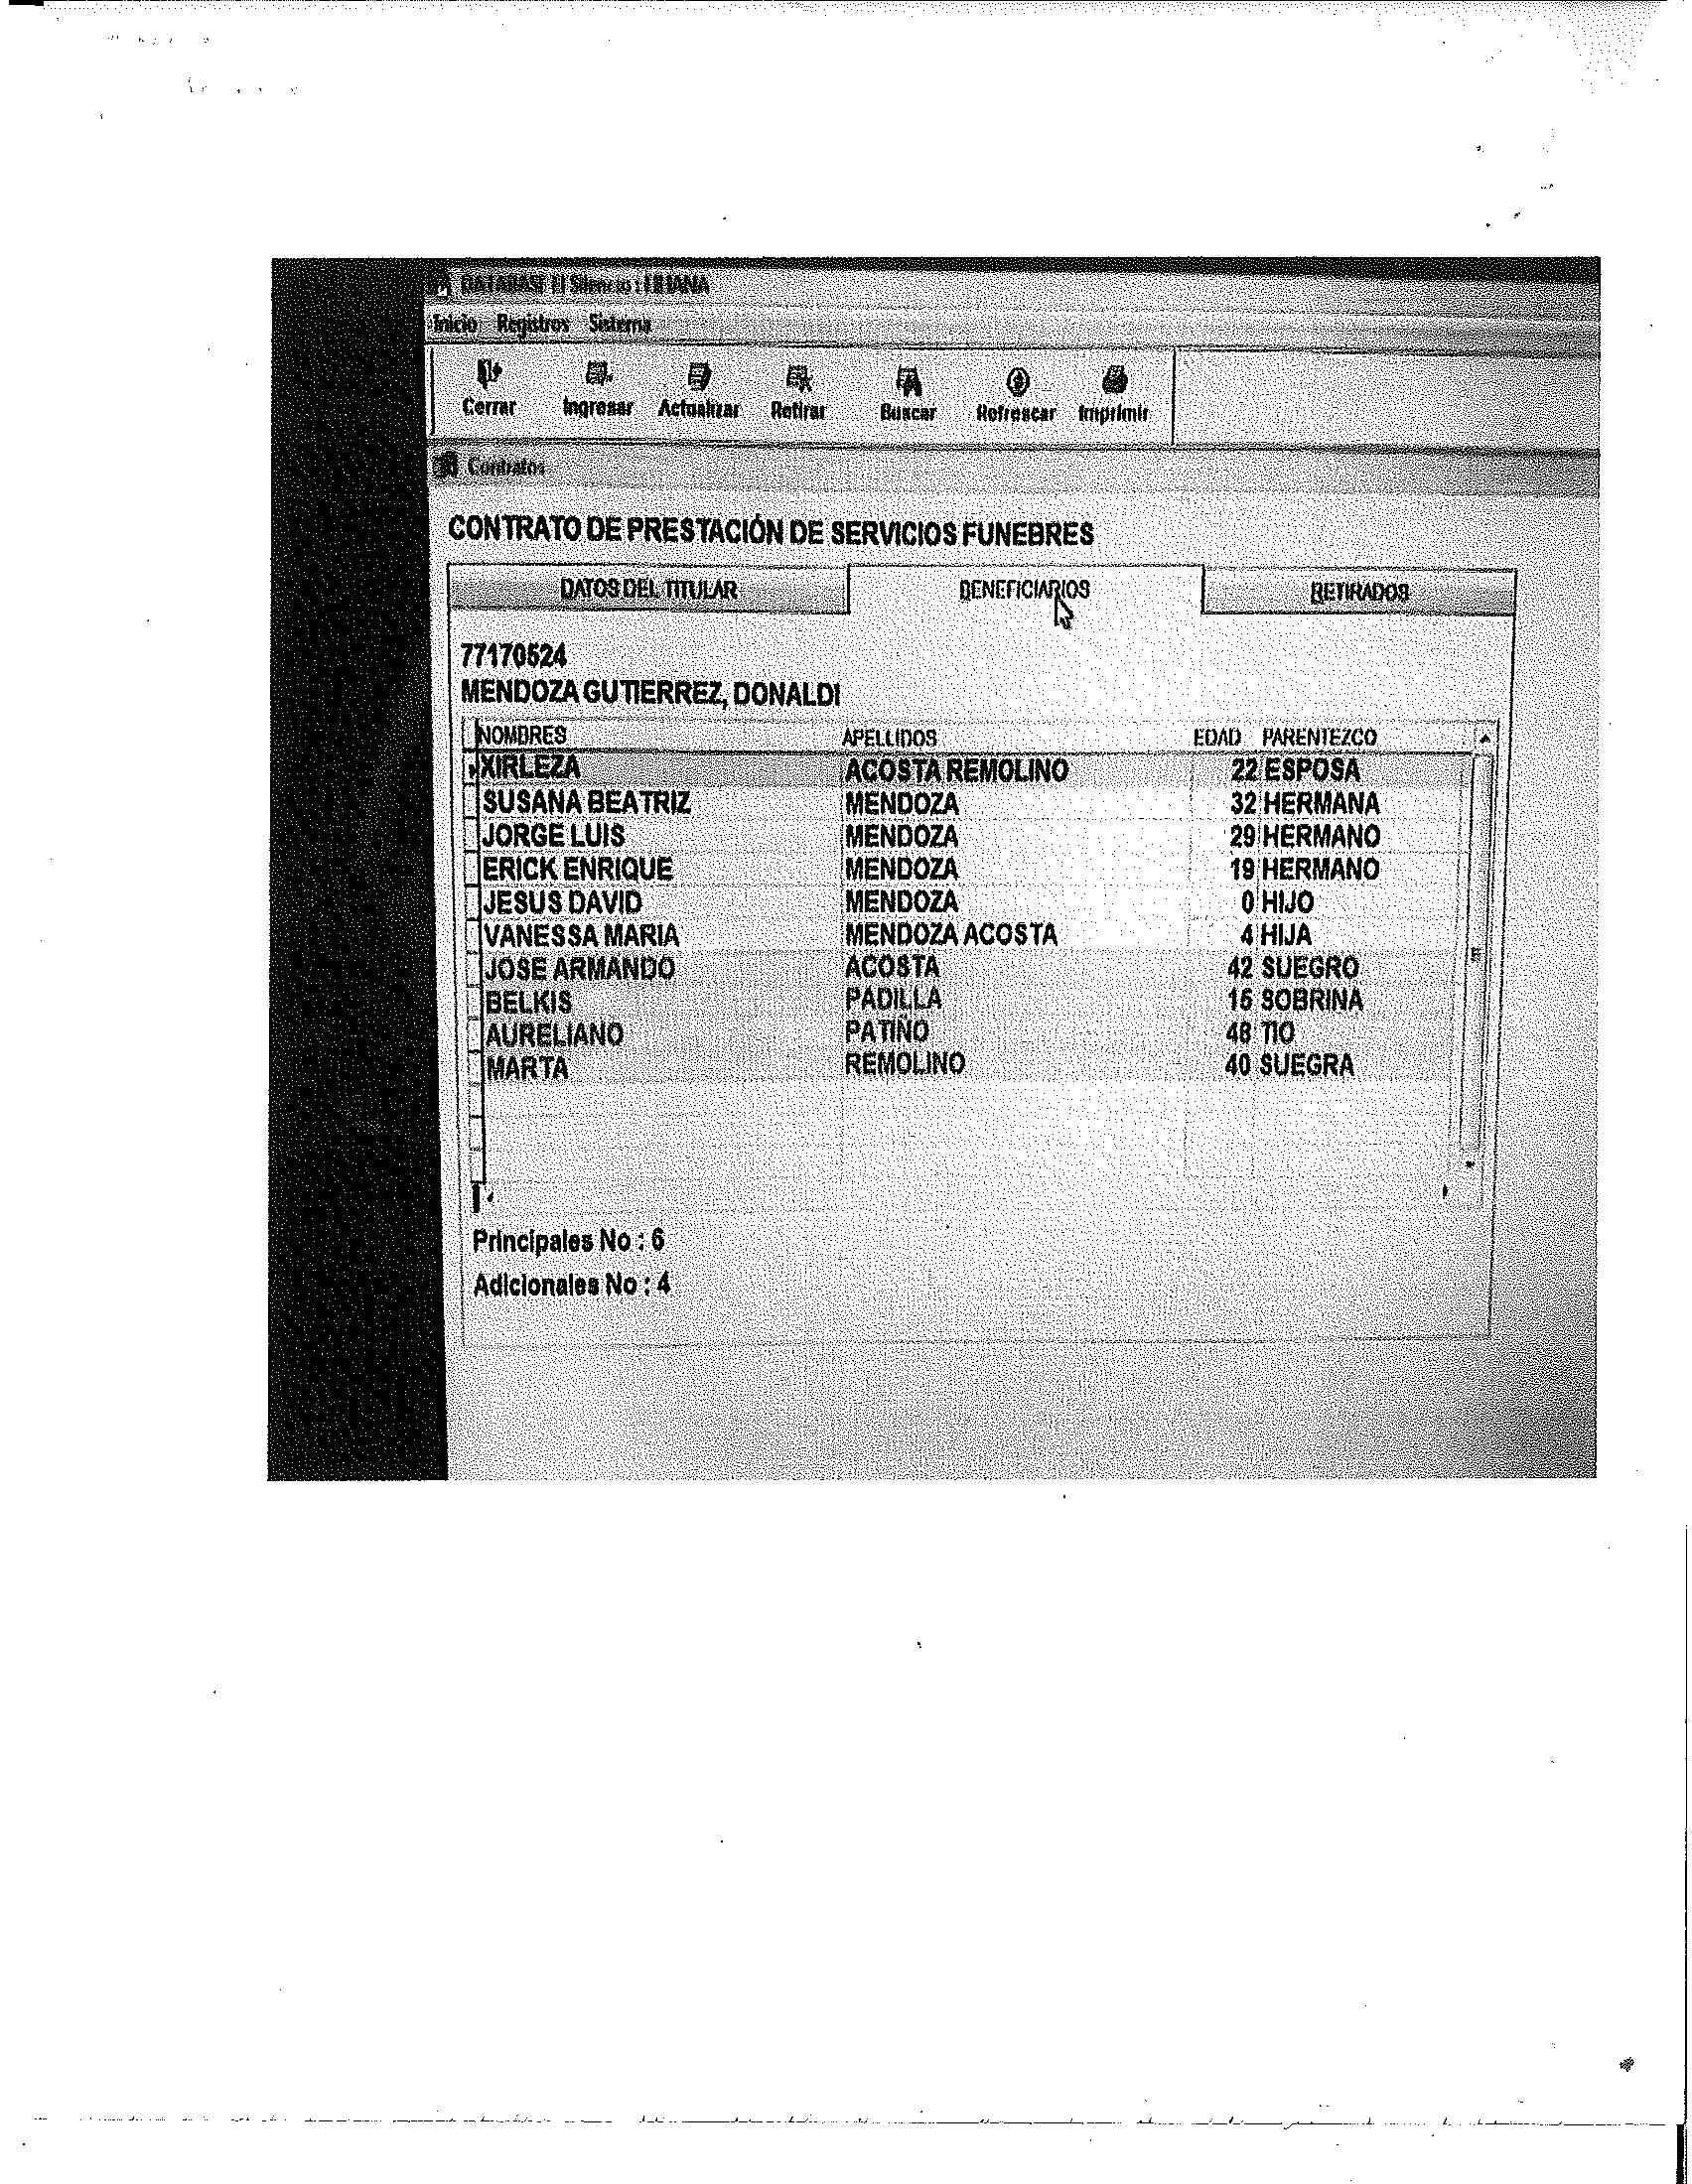 DATABASE El Silencio : LILIANA
Inicio Registros Sistema
Cerrar Ingresar Actualizar Retirar Buscar Refrescar Imprimir
Contratos
CONTRATO DE PRESTACIÓN DE SERVICIOS FUNEBRES
DATOS DEL TITULAR BENEFICIARIOS RETIRADOS
77170524
MENDOZA GUTIERREZ, DONALDI
NOMBRES APELLIDOS EDAD PARENTEZCO
XIRLEZA ACOSTA REMOLINO 22 ESPOSA
SUSANA BEATRIZ MENDOZA 32 HERMANA
JORGE LUIS MENDOZA 29 HERMANO
ERICK ENRIQUE MENDOZA 19 HERMANO
JESUS DAVID MENDOZA 0 HIJO
VANESSA MARIA MENDOZA ACOSTA 4 HIJA
JOSE ARMANDO ACOSTA 42 SUEGRO
BELKIS PADILLA 15 SOBRINA
AURELIANO PATIÑO 48 TIO
MARTA REMOLINO 40 SUEGRA
Principales No : 6
Adicionales No : 4